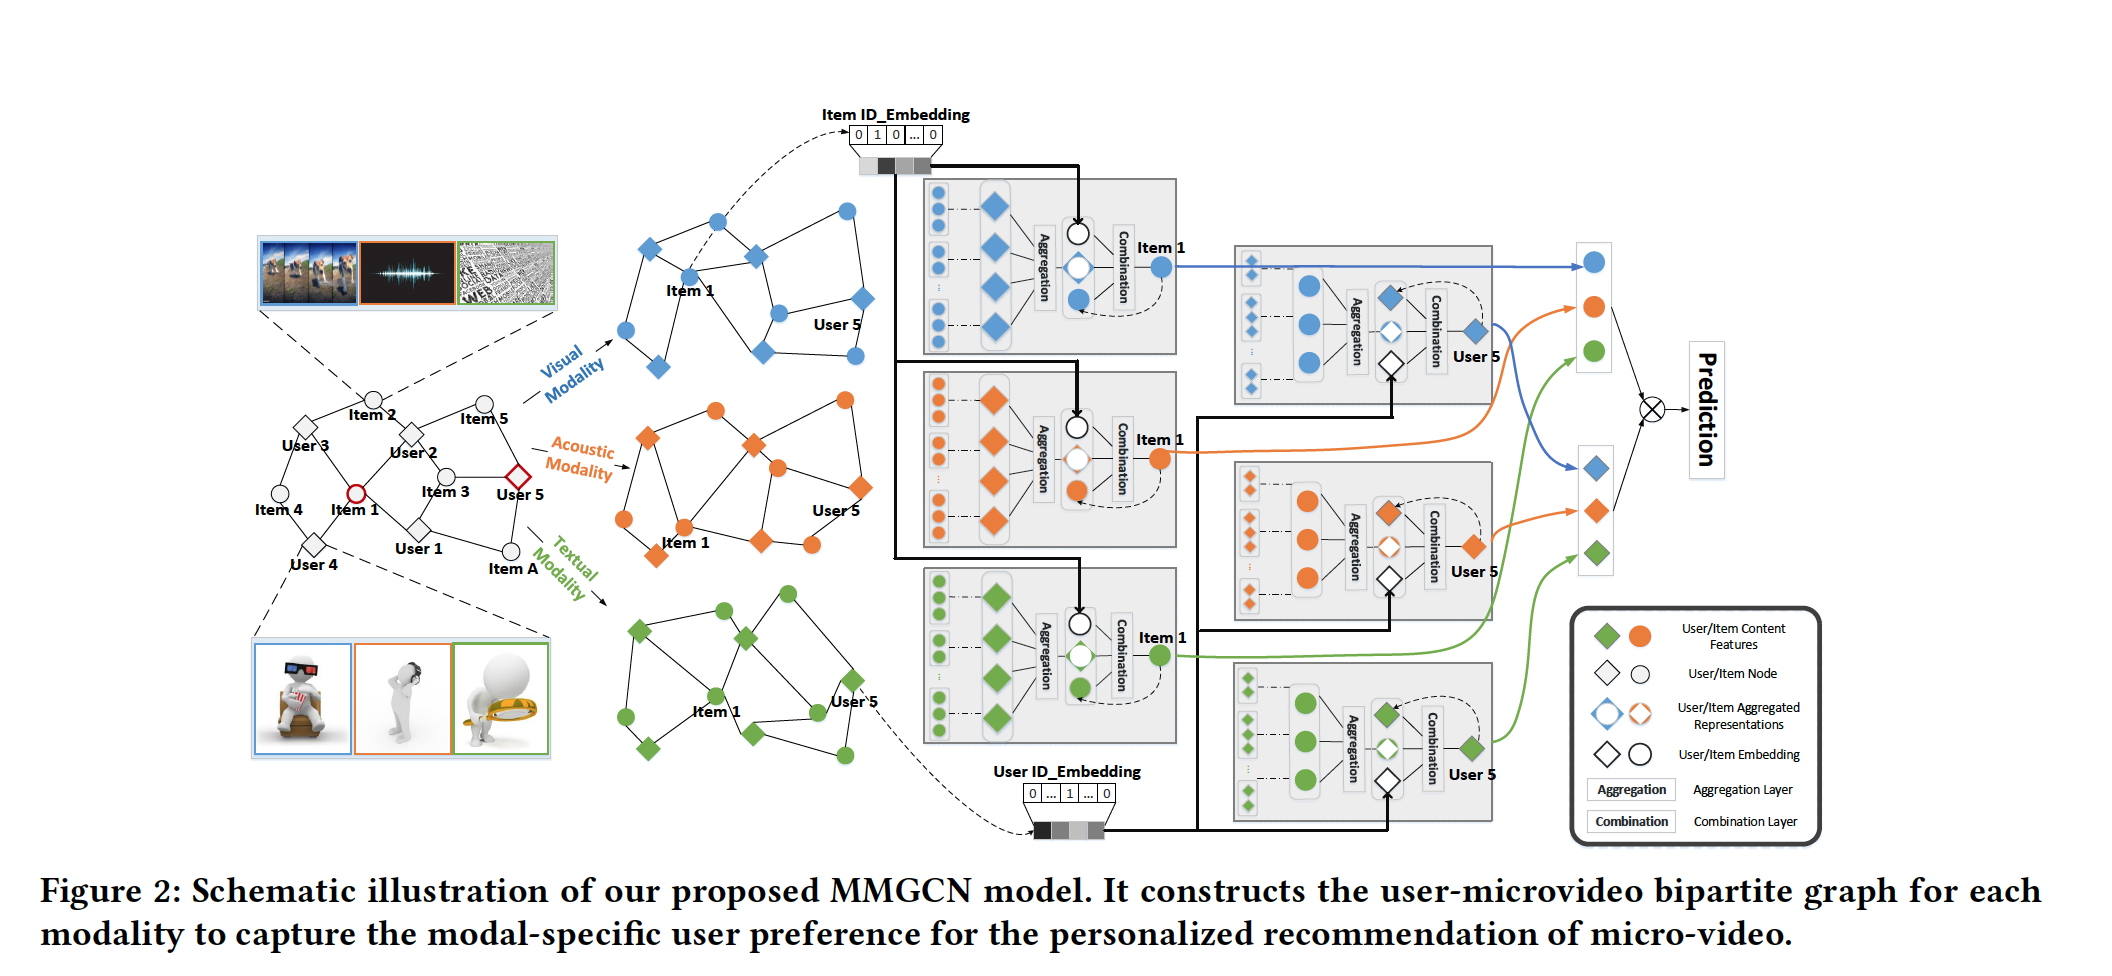 Item ID_Embedding
0 1 0 ... 0
Item 1
User 5
Visual
Modality
Item 2
Item 5
User 3
User 2
Item 3
User 5
Item 4
Item 1
User 1
User 4
Item A
Acoustic
Modality
Item 1
User 5
Textual
Modality
Item 1
User 5
Aggregation
Combination
Item 1
Aggregation
Combination
Item 1
Aggregation
Combination
Item 1
User ID_Embedding
0 ... 1 ... 0
Aggregation
Combination
User 5
Aggregation
Combination
User 5
Aggregation
Combination
User 5
Prediction
User/Item Content
Features
User/Item Node
User/Item Aggregated
Representations
User/Item Embedding
Aggregation Aggregation Layer
Combination Combination Layer
Figure 2: Schematic illustration of our proposed MMGCN model. It constructs the user-microvideo bipartite graph for each
modality to capture the modal-specific user preference for the personalized recommendation of micro-video.